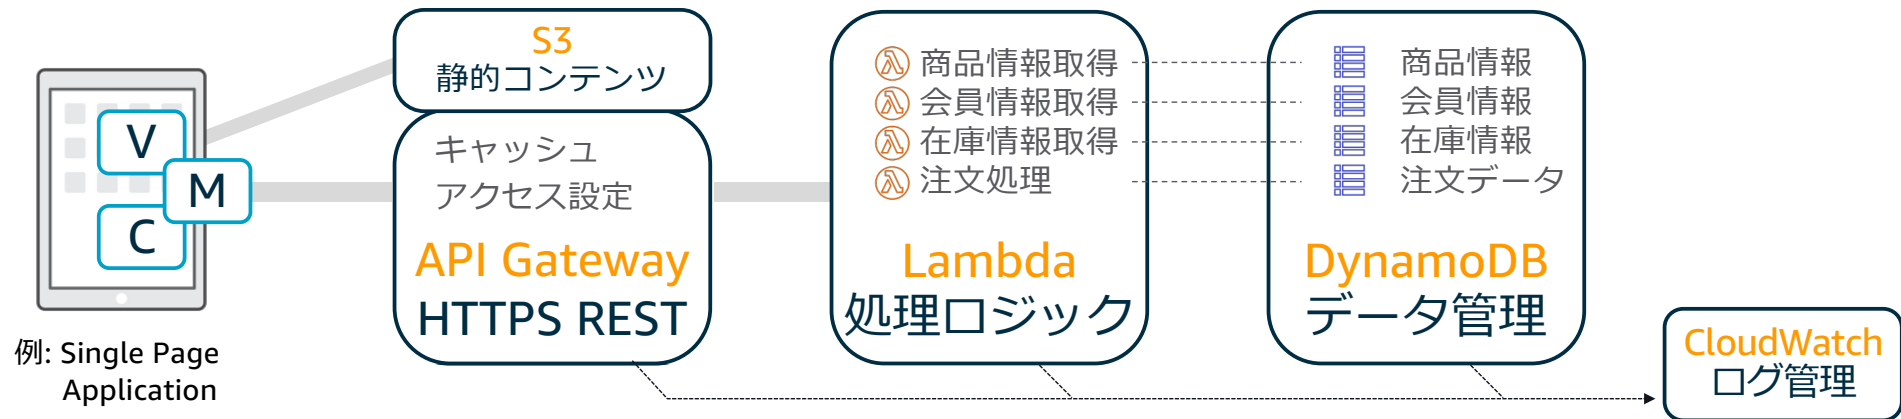 V
M
C
例: Single Page
Application
S3
静的コンテンツ
キャッシュ
アクセス設定
API Gateway
HTTPS REST
商品情報取得
会員情報取得
在庫情報取得
注文処理
Lambda
処理ロジック
商品情報
会員情報
在庫情報
注文データ
DynamoDB
データ管理
CloudWatch
ログ管理